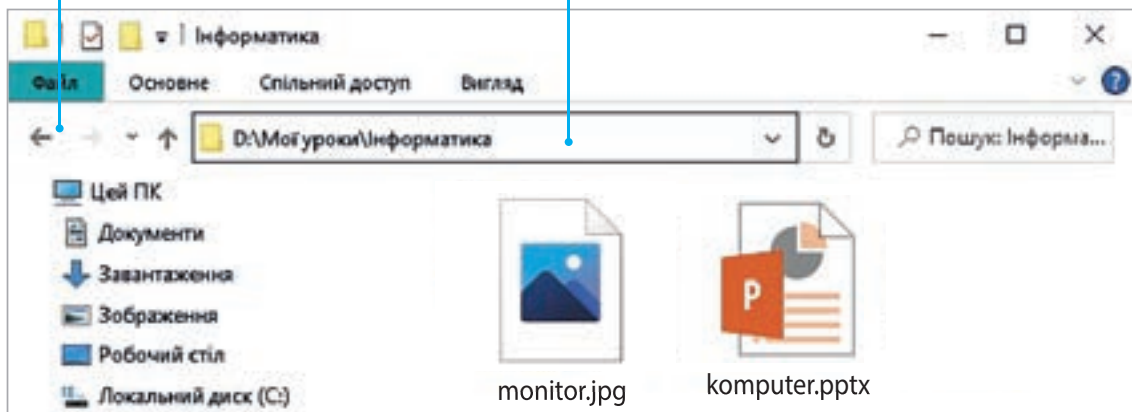 Інформатика
Файл Основне Спільний доступ Вигляд
D:\Мої уроки\Інформатика Пошук: Інформа...
Цей ПК
Документи
Завантаження
Зображення
Робочий стіл
Локальний диск (C:)
P
monitor.jpg komputer.pptx